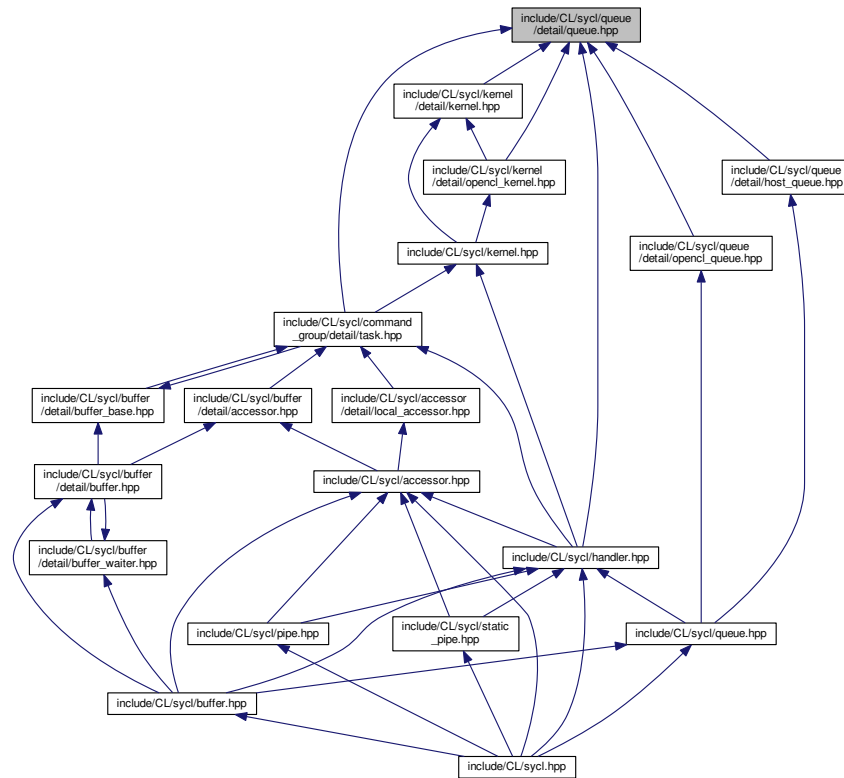 include/CL/sycl/queue
/detail/queue.hpp
include/CL/sycl/kernel
/detail/kernel.hpp
include/CL/sycl/kernel
/detail/opencl_kernel.hpp
include/CL/sycl/queue
/detail/host_queue.hpp
include/CL/sycl/kernel.hpp
include/CL/sycl/queue
/detail/opencl_queue.hpp
include/CL/sycl/command
_group/detail/task.hpp
include/CL/sycl/buffer
/detail/buffer_base.hpp
include/CL/sycl/buffer
/detail/accessor.hpp
include/CL/sycl/accessor
/detail/local_accessor.hpp
include/CL/sycl/buffer
/detail/buffer.hpp
include/CL/sycl/accessor.hpp
include/CL/sycl/buffer
/detail/buffer_waiter.hpp
include/CL/sycl/handler.hpp
include/CL/sycl/pipe.hpp
include/CL/sycl/static
_pipe.hpp
include/CL/sycl/queue.hpp
include/CL/sycl/buffer.hpp
include/CL/sycl.hpp